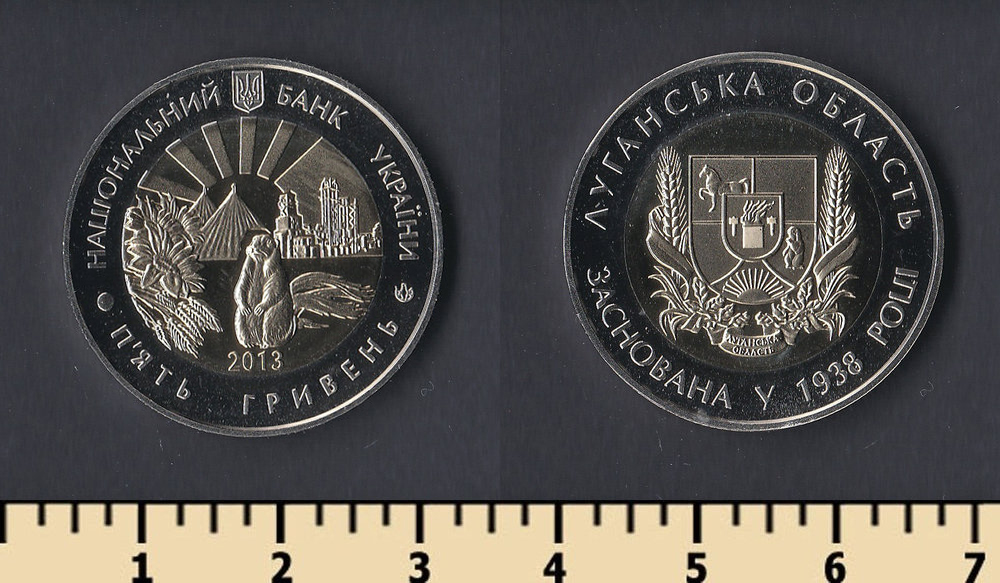 НАЦІОНАЛЬНИЙ БАНК УКРАЇНИ
2013
П'ЯТЬ ГРИВЕНЬ
ЛУГАНСЬКА ОБЛАСТЬ
ЛУГАНСЬКА
ОБЛАСТЬ
ЗАСНОВАНА У 1938 РОЦІ
1 2 3 4 5 6 7